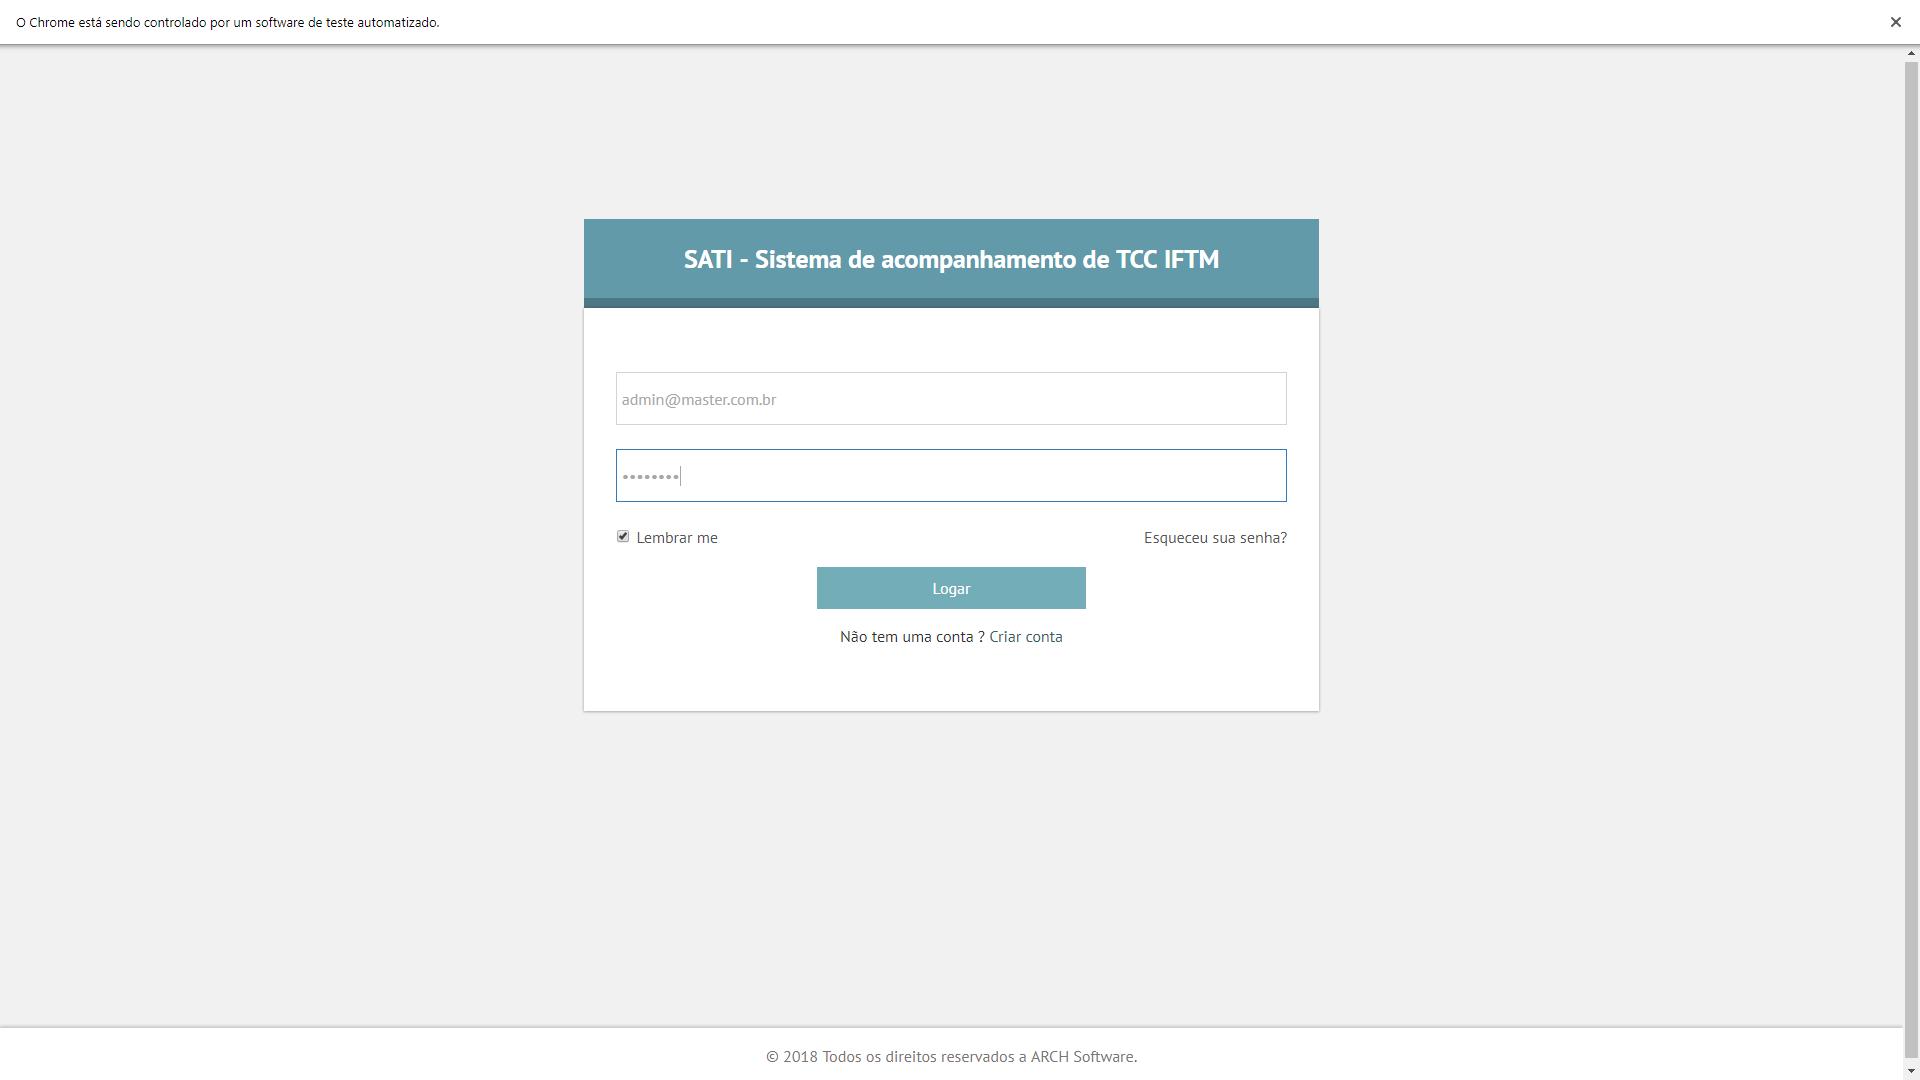 O Chrome está sendo controlado por um software de teste automatizado.
SATI - Sistema de acompanhamento de TCC IFTM
admin@master.com.br
••••••••
Lembrar me
Esqueceu sua senha?
Logar
Não tem uma conta ? Criar conta
© 2018 Todos os direitos reservados a ARCH Software.